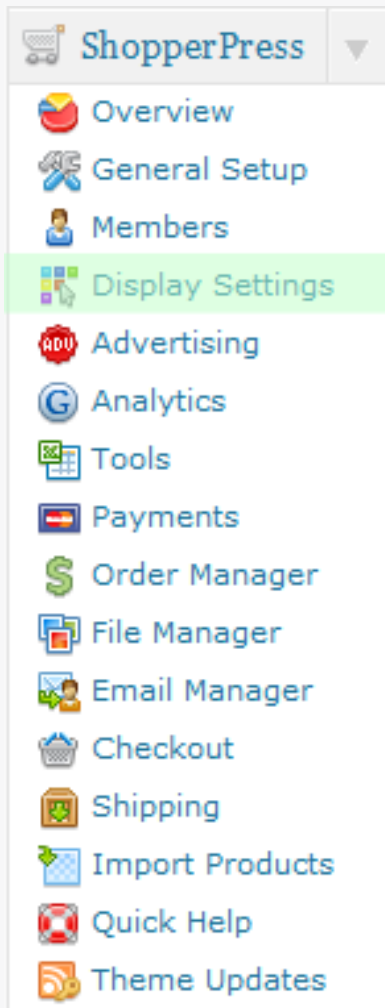 ShopperPress
Overview
General Setup
Members
Display Settings
ADV Advertising
G Analytics
Tools
Payments
Order Manager
File Manager
Email Manager
Checkout
Shipping
Import Products
Quick Help
Theme Updates